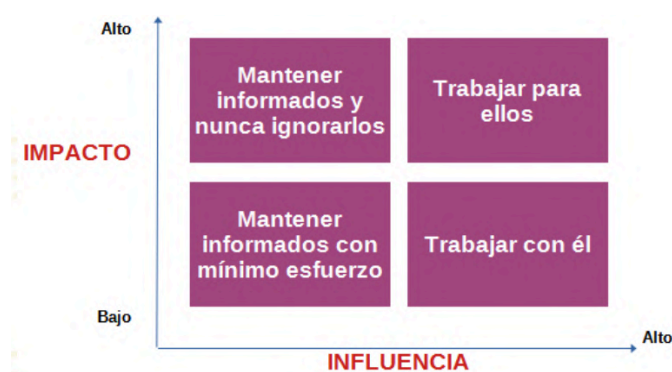 Alto
Mantener
informados y
nunca ignorarlos
Trabajar para
ellos
IMPACTO
Mantener
informados con
mínimo esfuerzo
Trabajar con él
Bajo
Alto
INFLUENCIA